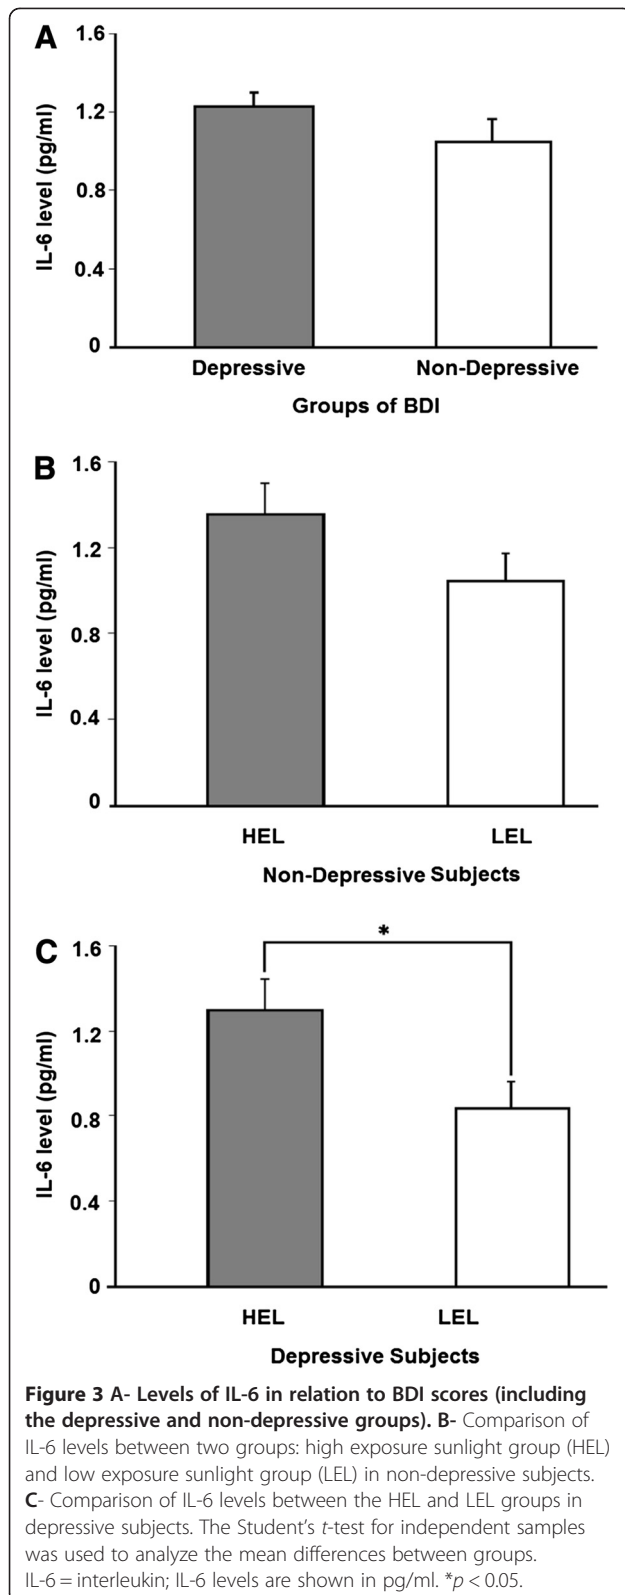 A
1.6
1.2
0.8
0.4
0
IL-6 level (pg/ml)
Depressive Non-Depressive
Groups of BDI
B
1.6
1.2
0.8
0.4
0
IL-6 level (pg/ml)
HEL LEL
Non-Depressive Subjects
C
*
1.6
1.2
0.8
0.4
0
IL-6 level (pg/ml)
HEL LEL
Depressive Subjects
Figure 3 A- Levels of IL-6 in relation to BDI scores (including
the depressive and non-depressive groups). B- Comparison of
IL-6 levels between two groups: high exposure sunlight group (HEL)
and low exposure sunlight group (LEL) in non-depressive subjects.
C- Comparison of IL-6 levels between the HEL and LEL groups in
depressive subjects. The Student's t-test for independent samples
was used to analyze the mean differences between groups.
IL-6 = interleukin; IL-6 levels are shown in pg/ml. *p < 0.05.